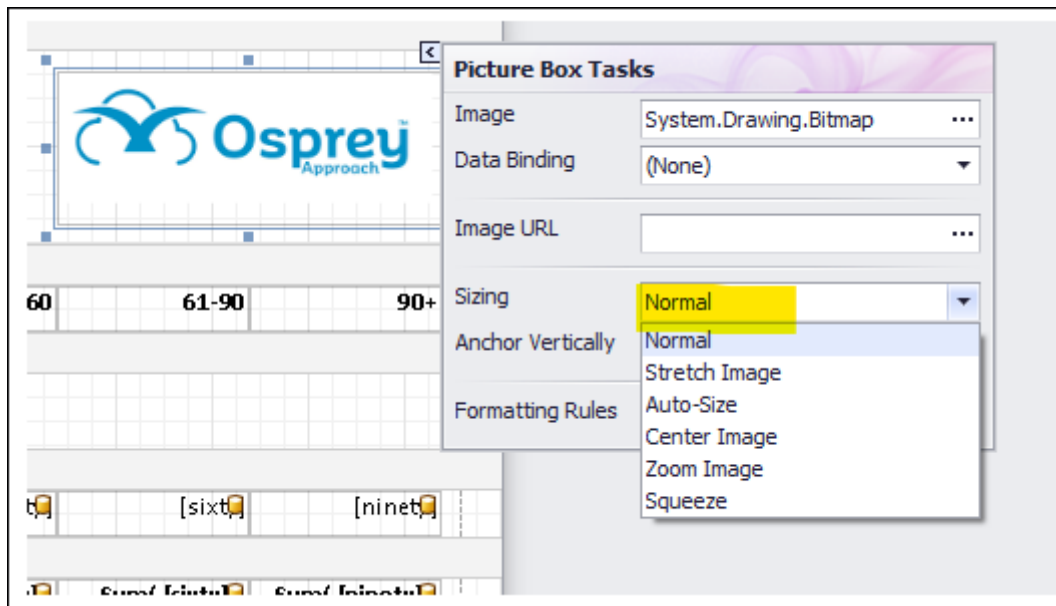 Osprey™
Approach
60 61-90 90+
[sixt
[ninet
Picture Box Tasks
Image System.Drawing.Bitmap ...
Data Binding (None)
Image URL ...
Sizing Normal
Anchor Vertically
Formatting Rules
Normal
Stretch Image
Auto-Size
Center Image
Zoom Image
Squeeze